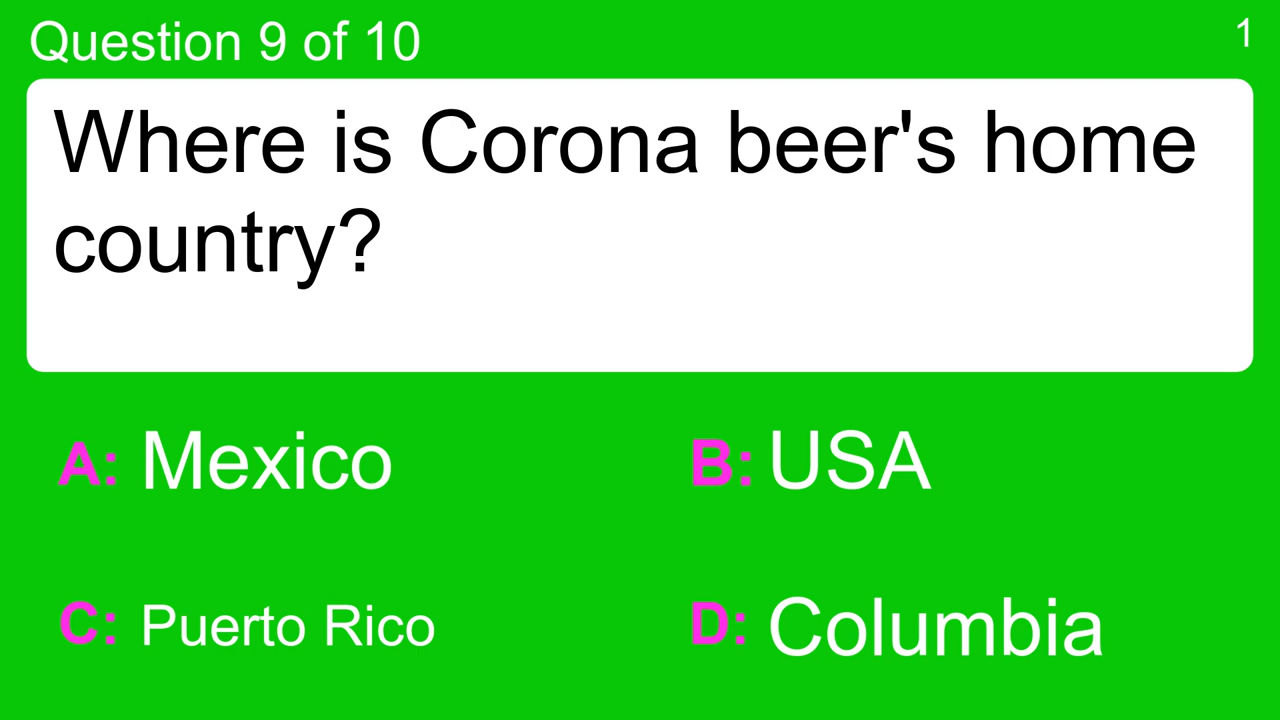 Question 9 of 10
1
Where is Corona beer's home
country?
A: Mexico
B: USA
C: Puerto Rico
D: Columbia